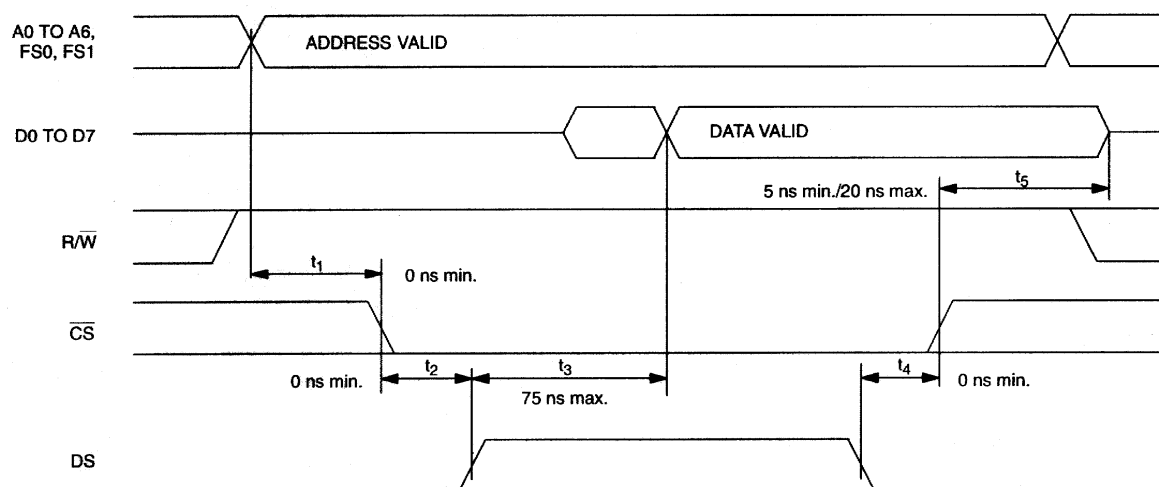 A0 TO A6,
FS0, FS1
ADDRESS VALID
D0 TO D7
DATA VALID
5 ns min./20 ns max.
t5
R/W̅
t1
0 ns min.
C̅S̅
0 ns min.
t2
t3
75 ns max.
t4
0 ns min.
DS